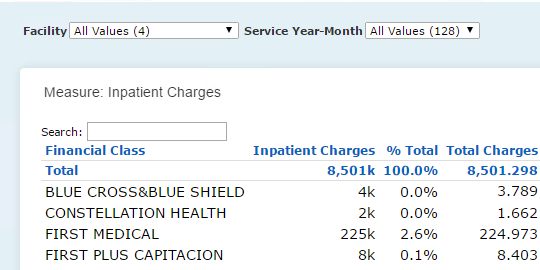 Facility All Values (4) Service Year-Month All Values (128)
Measure: Inpatient Charges
Search:
Financial Class Inpatient Charges % Total Total Charges
Total 8,501k 100.0% 8,501.298
BLUE CROSS&BLUE SHIELD 4k 0.0% 3.789
CONSTELLATION HEALTH 2k 0.0% 1.662
FIRST MEDICAL 225k 2.6% 224.973
FIRST PLUS CAPITACION 8k 0.1% 8.403